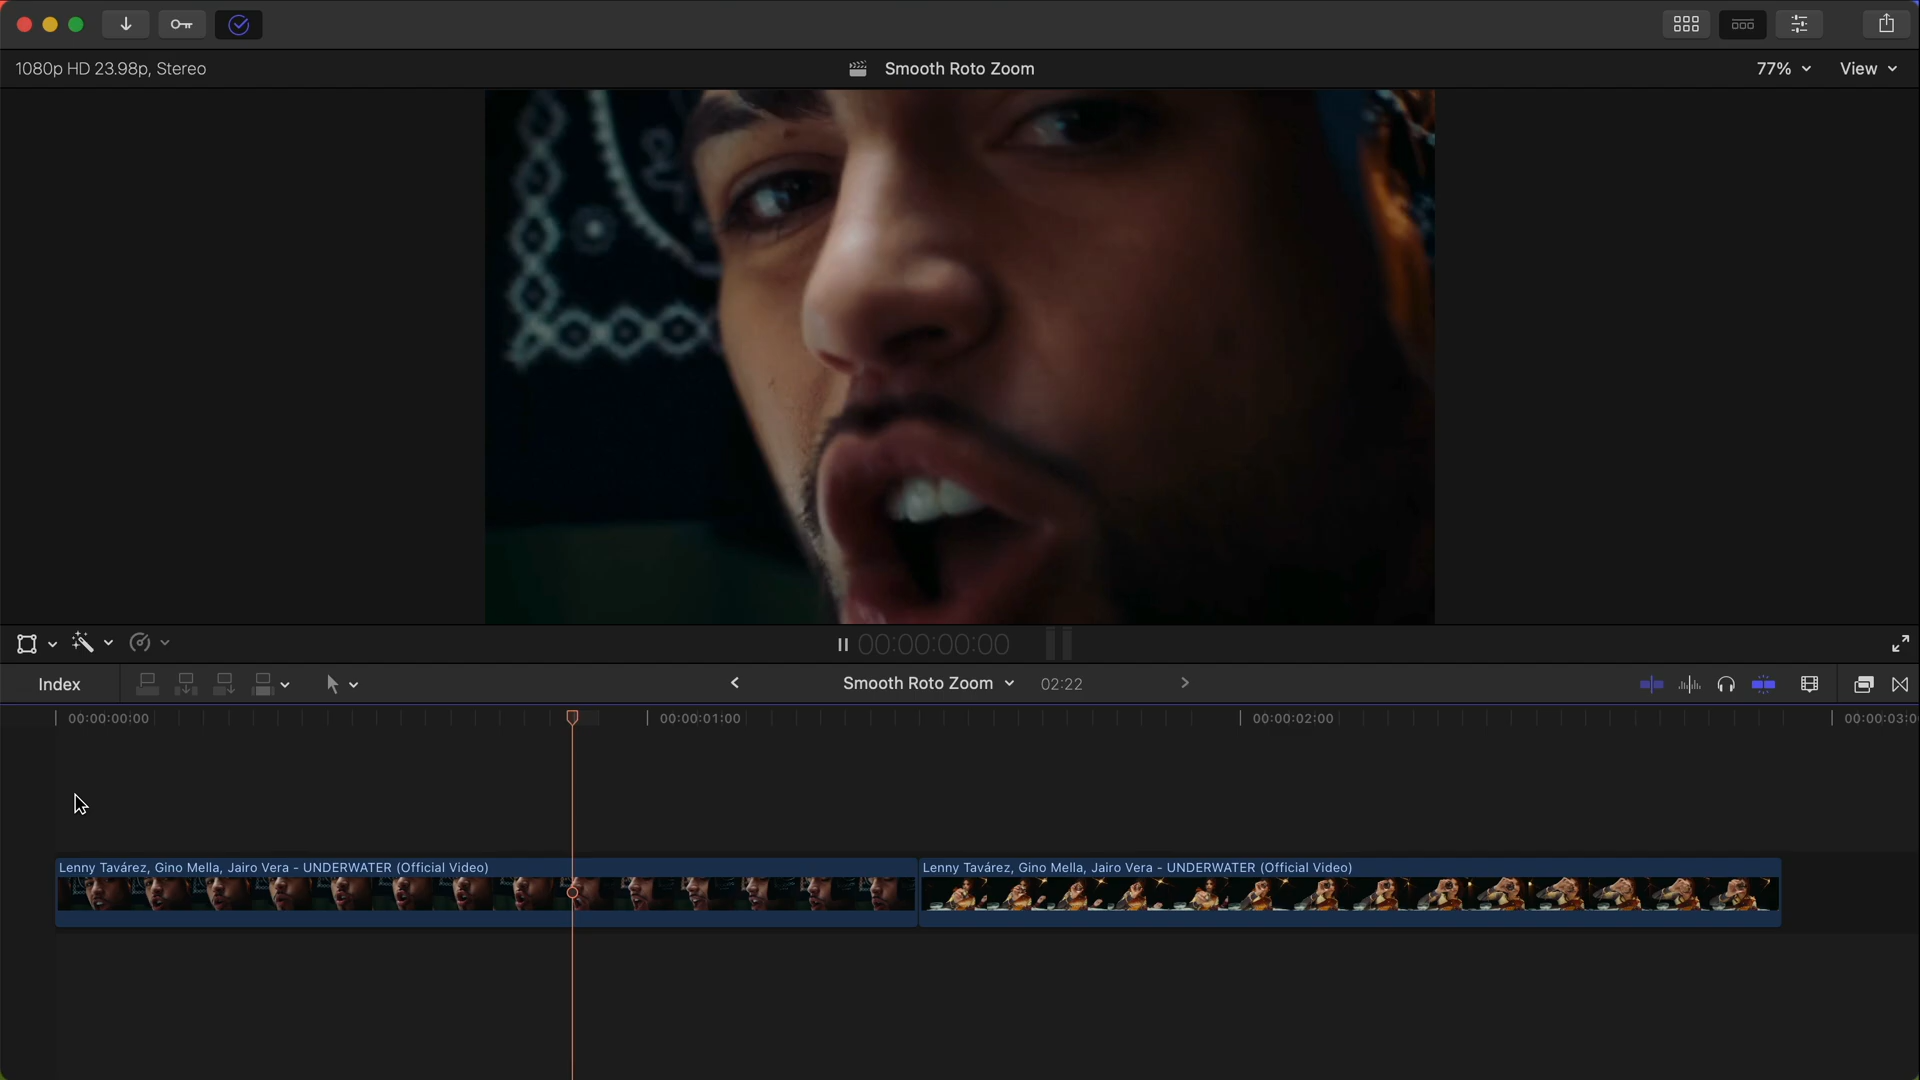 1080p HD 23.98p, Stereo
Smooth Roto Zoom
77%
View
00:00:00:00
Index
Smooth Roto Zoom
02:22
00:00:00:00
00:00:01:00
00:00:02:00
00:00:03:0
Lenny Tavárez, Gino Mella, Jairo Vera - UNDERWATER (Official Video)
Lenny Tavárez, Gino Mella, Jairo Vera - UNDERWATER (Official Video)